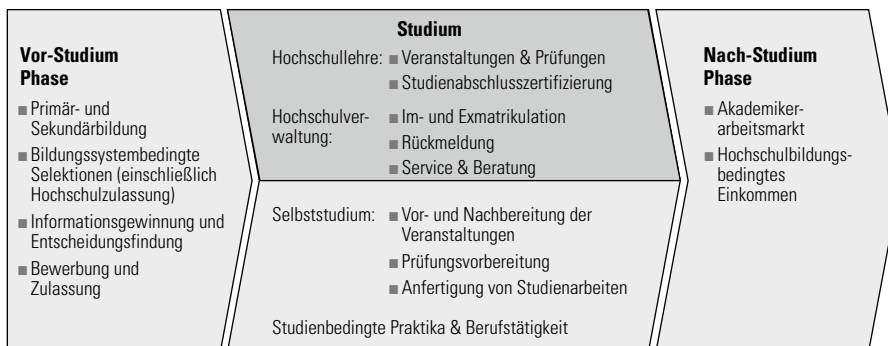 Vor-Studium
Phase
■ Primär- und
Sekundärbildung
■ Bildungssystembedingte
Selektionen (einschließlich
Hochschulzulassung)
■ Informationsgewinnung und
Entscheidungsfindung
■ Bewerbung und
Zulassung
Studium
Hochschullehre: ■ Veranstaltungen & Prüfungen
■ Studienabschlusszertifizierung
Hochschulver- ■ Im- und Exmatrikulation
waltung: ■ Rückmeldung
■ Service & Beratung
Selbststudium: ■ Vor- und Nachbereitung der
Veranstaltungen
■ Prüfungsvorbereitung
■ Anfertigung von Studienarbeiten
Studienbedingte Praktika & Berufstätigkeit
Nach-Studium
Phase
■ Akademiker-
arbeitsmarkt
■ Hochschulbildungs-
bedingtes
Einkommen